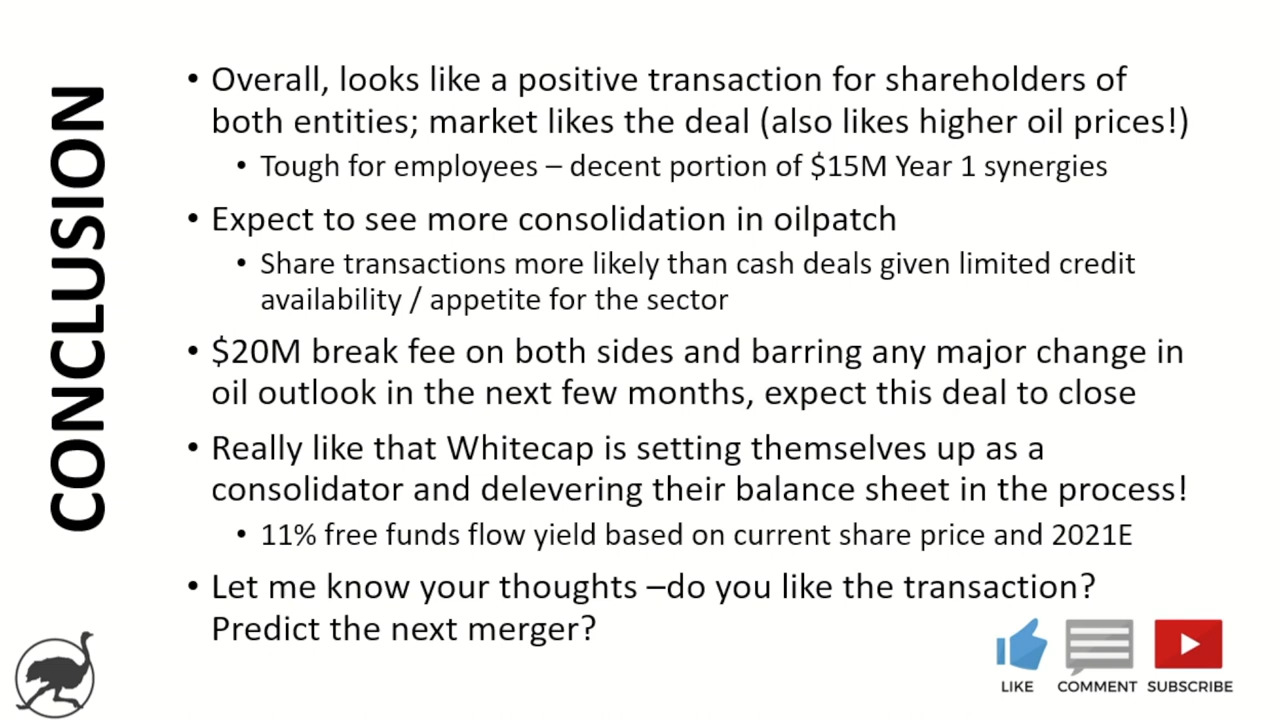 CONCLUSION
• Overall, looks like a positive transaction for shareholders of
both entities; market likes the deal (also likes higher oil prices!)
• Tough for employees – decent portion of $15M Year 1 synergies
• Expect to see more consolidation in oilpatch
• Share transactions more likely than cash deals given limited credit
availability / appetite for the sector
• $20M break fee on both sides and barring any major change in
oil outlook in the next few months, expect this deal to close
• Really like that Whitecap is setting themselves up as a
consolidator and delevering their balance sheet in the process!
• 11% free funds flow yield based on current share price and 2021E
• Let me know your thoughts –do you like the transaction?
Predict the next merger?
LIKE COMMENT SUBSCRIBE